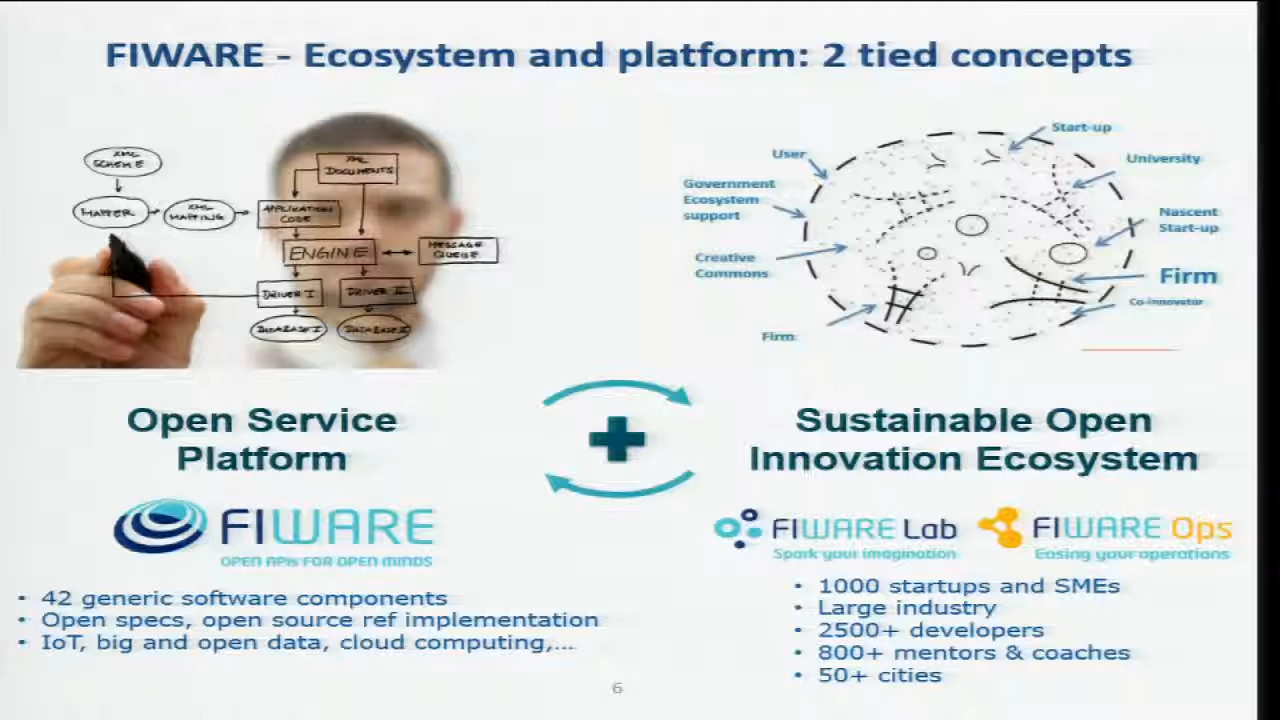 FIWARE - Ecosystem and platform: 2 tied concepts
XML
SCHEME
MAPPER
XML
MAPPING
XML
DOCUMENTS
APPLICATION
CODE
ENGINE
MESSAGE
QUEUE
DRIVER I
DRIVER II
DATABASE I
DATABASE II
Start-up
User
University
Government
Ecosystem
support
Nascent
Start-up
Creative
Commons
Firm
Co-innovator
Firm
Open Service
Platform
Sustainable Open
Innovation Ecosystem
FIWARE
OPEN APIs FOR OPEN MINDS
FIWARE Lab
Spark your imagination
FIWARE Ops
Easing your operations
• 42 generic software components
• Open specs, open source ref implementation
• IoT, big and open data, cloud computing,...
• 1000 startups and SMEs
• Large industry
• 2500+ developers
• 800+ mentors & coaches
• 50+ cities
6